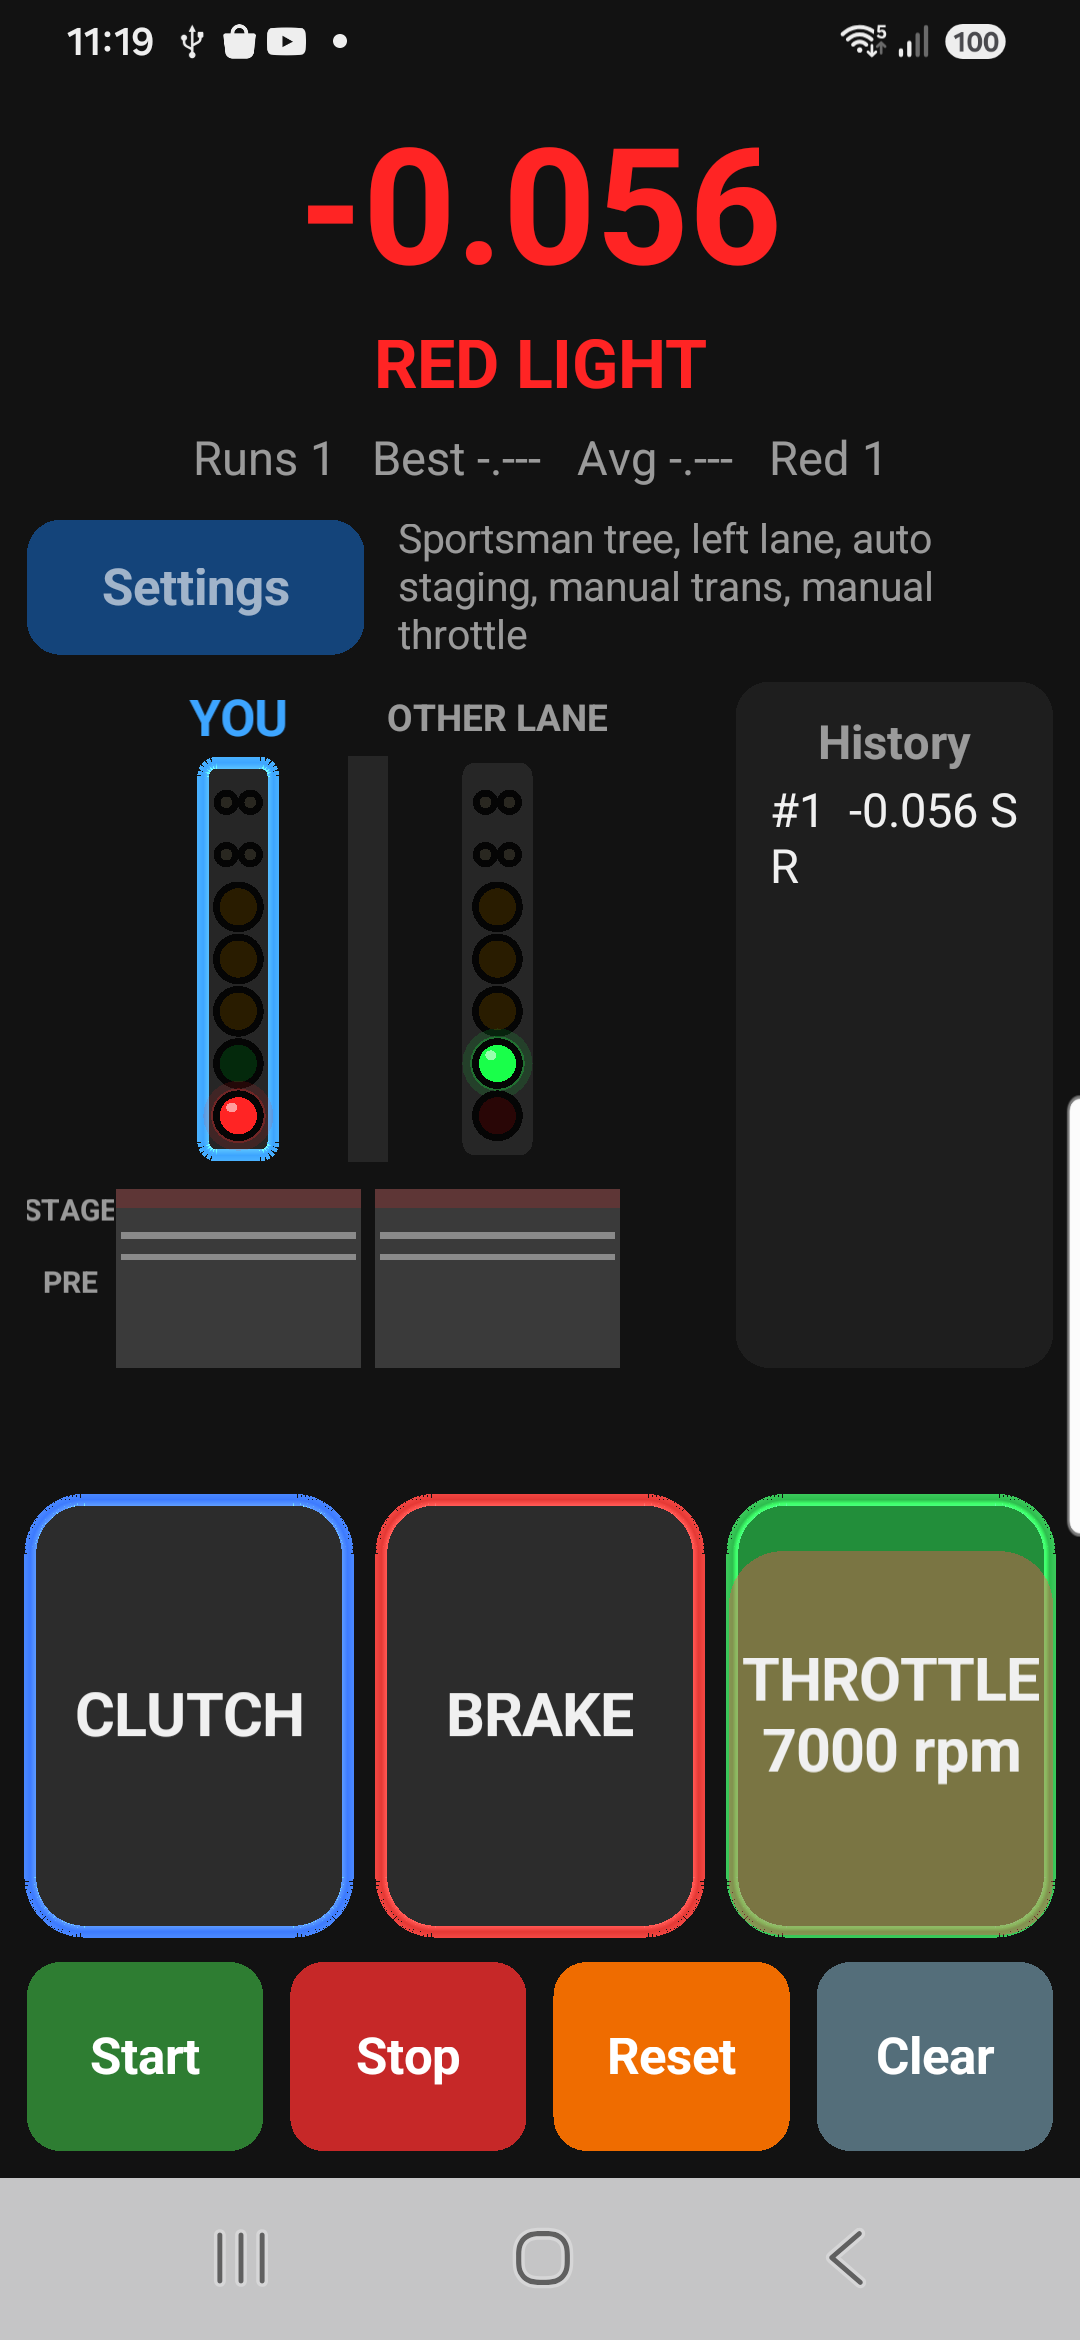 11:19
5
100
-0.056
RED LIGHT
Runs 1 Best -.--- Avg -.--- Red 1
Settings
Sportsman tree, left lane, auto
staging, manual trans, manual
throttle
YOU
OTHER LANE
History
#1 -0.056 S
R
STAGE
PRE
CLUTCH
BRAKE
THROTTLE
7000 rpm
Start
Stop
Reset
Clear